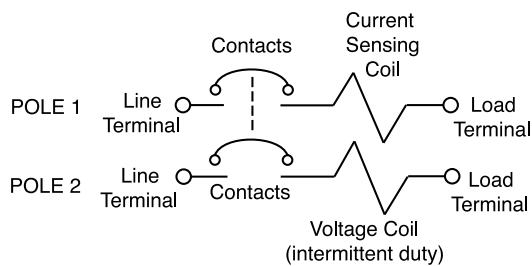 Contacts
Current
Sensing
Coil
POLE 1
Line
Terminal
Load
Terminal
POLE 2
Line
Terminal
Contacts
Load
Terminal
Voltage Coil
(intermittent duty)